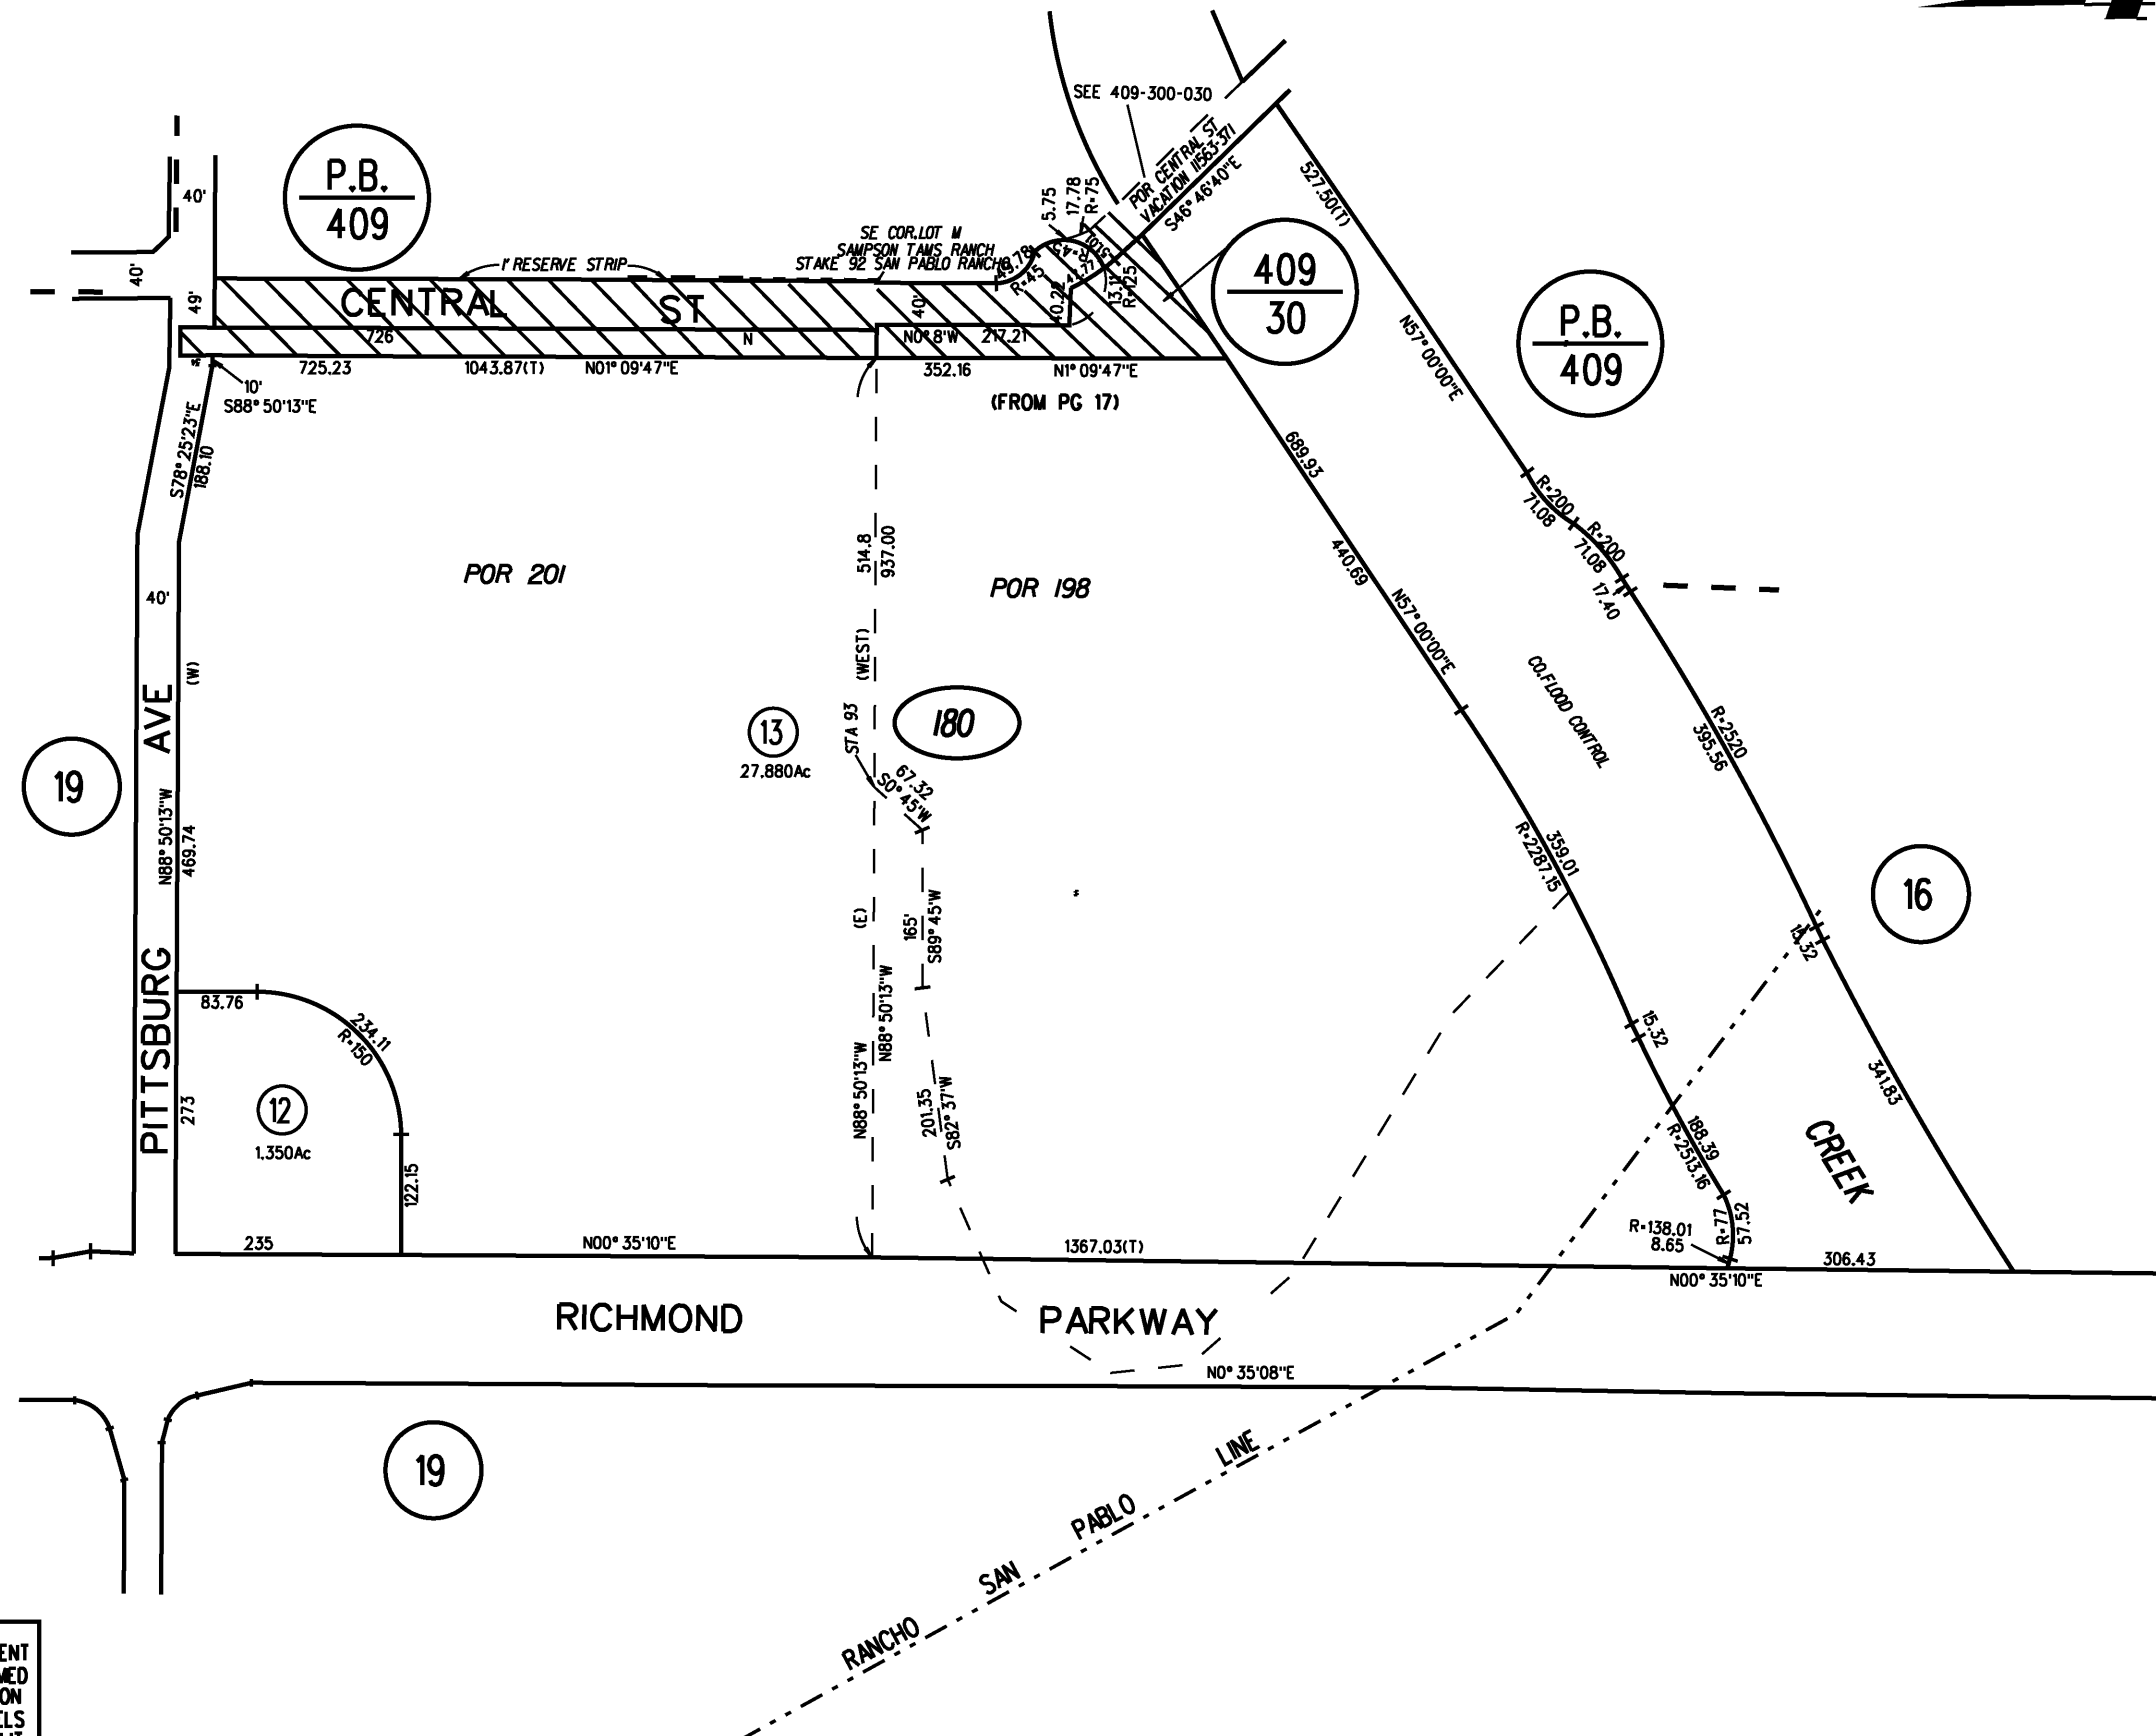 SEE 409-300-030
POR CENTRAL ST
VACATION 11563-371
S46° 46'40"E
527.50(T)
P.B.
409
40'
40'
49'
SE COR.LOT M
SAMPSON TAMS RANCH
STAKE 92 SAN PABLO RANCHO
1' RESERVE STRIP
5.75
17.78
R=75
49.78
R=45
R=45
13.11
R=125
40.22
409
30
P.B.
409
CENTRAL ST
40'
726
N
N0° 8'W
217.21
725.23
1043.87(T)
N01° 09'47"E
352.16
N1° 09'47"E
(FROM PG 17)
10'
S88° 50'13"E
S78° 25'23"E
188.10
N57° 00'00"E
689.93
R=200
71.08
R=200
71.08
17.40
440.69
N57° 00'00"E
514.8
937.00
POR 201
POR 198
40'
(W)
(WEST)
CO.FLOOD CONTROL
R=2520
395.56
STA 93
13
27.880Ac
180
67.32
S0° 45'W
19
PITTSBURG AVE
N88° 50'13"W
469.74
359.01
R=2287.15
16
(E)
165'
S89° 45'W
15.32
83.76
234.11
R=150
N88° 50'13"W
N88° 50'13"W
15.32
341.83
273
12
1.350Ac
122.15
201.35
S82° 37'W
188.39
R=2513.16
CREEK
R=77
57.52
R=138.01
8.65
235
N00° 35'10"E
1367.03(T)
306.43
N00° 35'10"E
RICHMOND PARKWAY
N0° 35'08"E
19
RANCHO SAN PABLO LINE
ENT
MED
ON
ELS